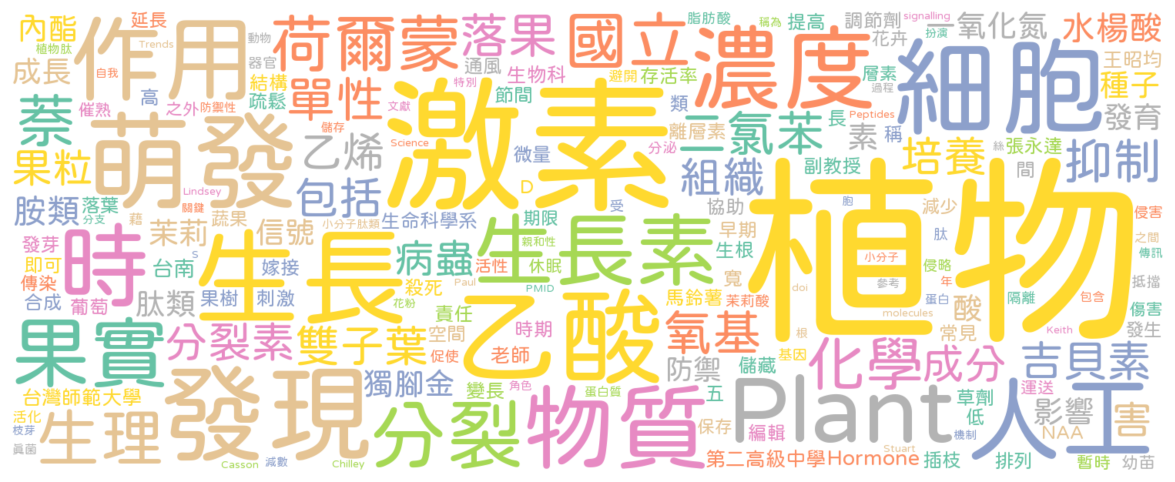 內酯
延長
作用
荷爾蒙
落果
國立
脂肪酸
稱為
signalling
提高
調節劑
一氧化氮
水楊酸
植物肽
Trends
動物
器官
成長
自我
通風
生物科
特別
避開
存活率
濃度
花卉
扮演
細胞
王昭均
種子
層素
過程
萘
催熟
高
之外
結構
疏鬆
防禦性
單性
文獻
節間
類
激素
儲存
離層素
長
Peptides
發育
萌發
乙烯
Science
微量
分泌
二氯苯
素
稱
絲
張永達
果粒
Lindsey
關鍵
包括
D
組織
副教授
培養
間
抑制
胺類
落葉
分支
藉
蔬果
生命科學系
期限
受
協助
胞
減少
植物
侵害
發芽
時
茉莉
信號
小分子肽類
生長素
親和性
早期
肽
之間
即可
s
生長
病蟲
活性
休眠
生根
小分子
侵略
傳訊
傳染
台南
嫁接
殺死
Paul
PMID
寬
馬鈴薯
茉莉酸
doi
參考
年
隔離
抵擋
合成
葡萄
肽類
果樹
刺激
花粉
責任
乙酸
酸
蛋白
包含
傷害
果實
分裂素
雙子葉
空間
時期
氧基
根
molecules
常見
Keith
發生
促使
老師
防禦
基因
化學
成分
吉貝素
台灣師範大學
發現
獨腳金
變長
角色
蛋白質
儲藏
五
Plant
運送
草劑
人工
影響
害
活化
枝芽
生理
分裂
物質
保存
編輯
低
NAA
真菌
Casson
減數
Chilley
第二高級中學
Hormone
Stuart
插枝
機制
排列
暫時
幼苗